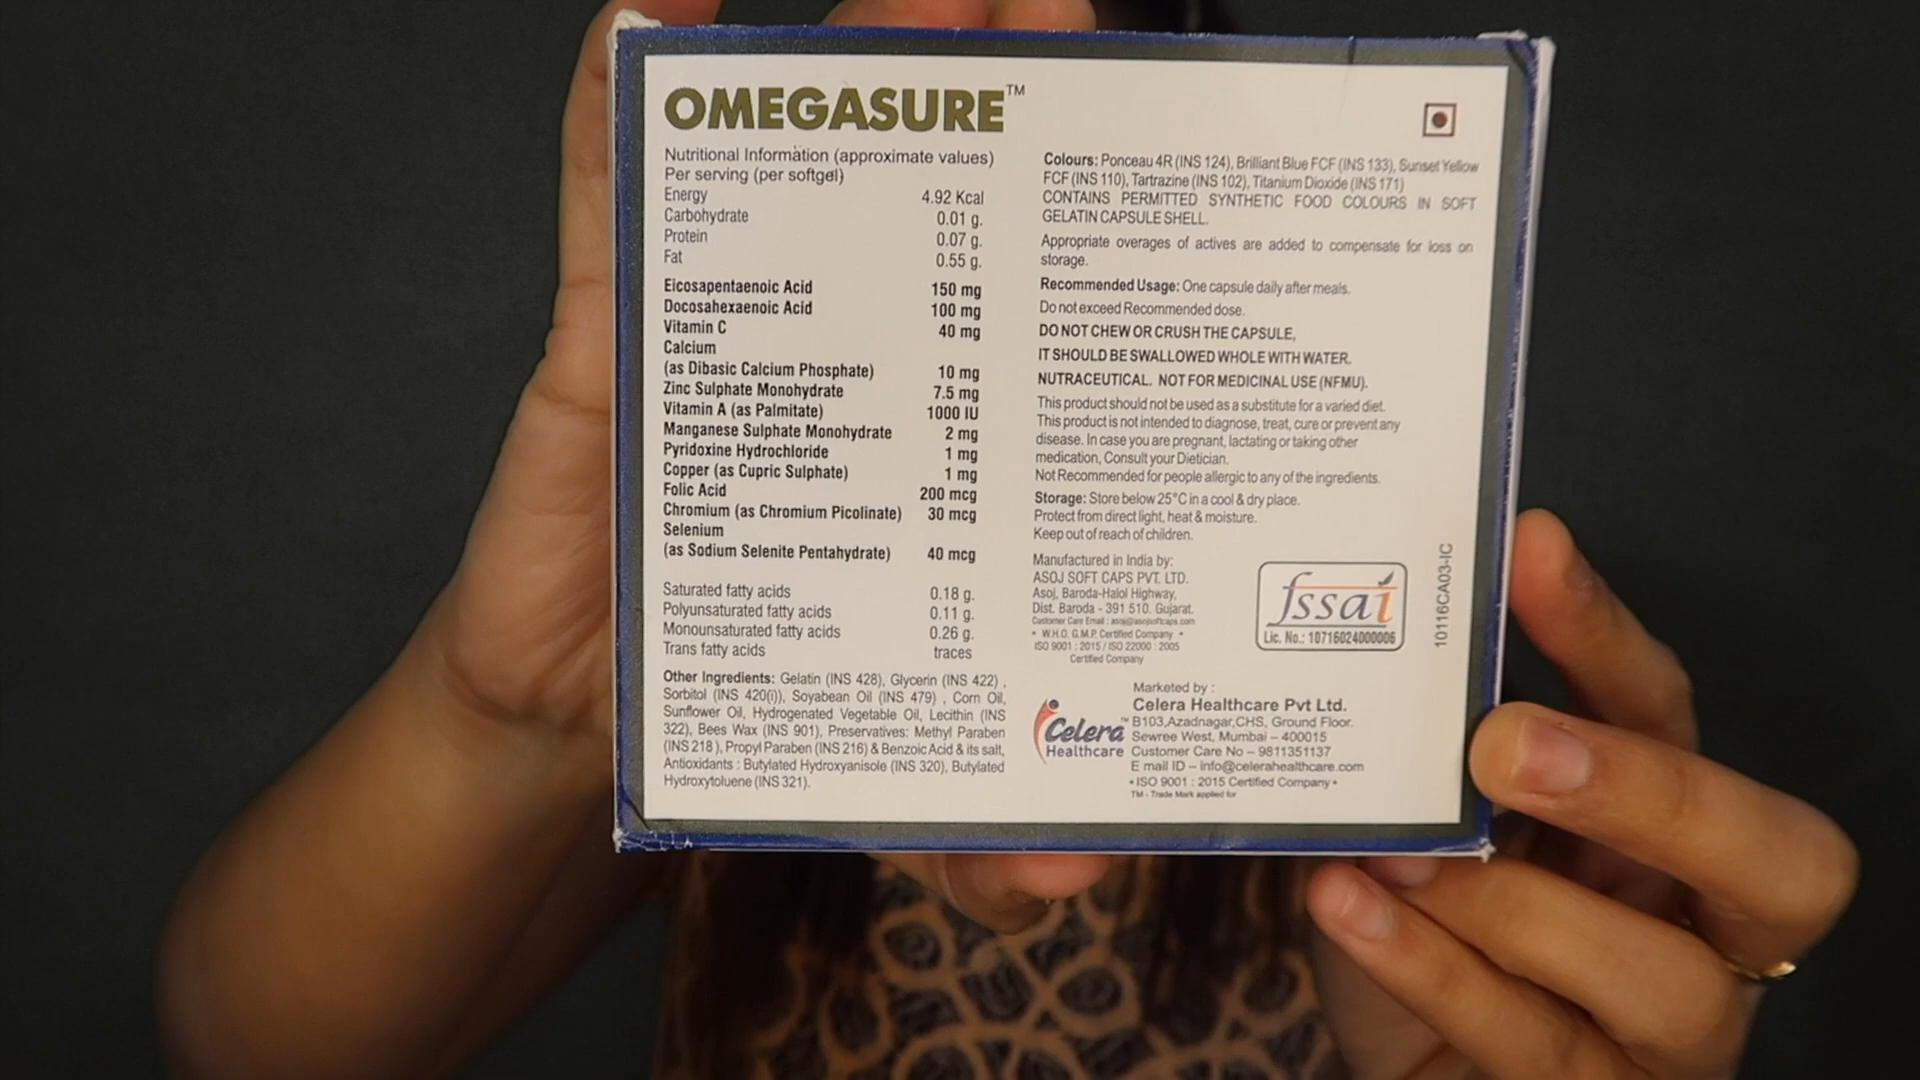 OMEGASURE™
Nutritional Information (approximate values)
Per serving (per softgel)
Energy 4.92 Kcal
Carbohydrate 0.01 g.
Protein 0.07 g.
Fat 0.55 g.
Eicosapentaenoic Acid 150 mg
Docosahexaenoic Acid 100 mg
Vitamin C 40 mg
Calcium
(as Dibasic Calcium Phosphate) 10 mg
Zinc Sulphate Monohydrate 7.5 mg
Vitamin A (as Palmitate) 1000 IU
Manganese Sulphate Monohydrate 2 mg
Pyridoxine Hydrochloride 1 mg
Copper (as Cupric Sulphate) 1 mg
Folic Acid 200 mcg
Chromium (as Chromium Picolinate) 30 mcg
Selenium
(as Sodium Selenite Pentahydrate) 40 mcg
Saturated fatty acids 0.18 g.
Polyunsaturated fatty acids 0.11 g.
Monounsaturated fatty acids 0.26 g.
Trans fatty acids traces
Other Ingredients: Gelatin (INS 428), Glycerin (INS 422) ,
Sorbitol (INS 420(i)), Soyabean Oil (INS 479) , Corn Oil,
Sunflower Oil, Hydrogenated Vegetable Oil, Lecithin (INS
322), Bees Wax (INS 901), Preservatives: Methyl Paraben
(INS 218 ), Propyl Paraben (INS 216) & Benzoic Acid & its salt,
Antioxidants : Butylated Hydroxyanisole (INS 320), Butylated
Hydroxytoluene (INS 321).
Colours: Ponceau 4R (INS 124), Brilliant Blue FCF (INS 133), Sunset Yellow
FCF (INS 110), Tartrazine (INS 102), Titanium Dioxide (INS 171)
CONTAINS PERMITTED SYNTHETIC FOOD COLOURS IN SOFT
GELATIN CAPSULE SHELL.
Appropriate overages of actives are added to compensate for loss on
storage.
Recommended Usage: One capsule daily after meals.
Do not exceed Recommended dose.
DO NOT CHEW OR CRUSH THE CAPSULE,
IT SHOULD BE SWALLOWED WHOLE WITH WATER.
NUTRACEUTICAL. NOT FOR MEDICINAL USE (NFMU).
This product should not be used as a substitute for a varied diet.
This product is not intended to diagnose, treat, cure or prevent any
disease. In case you are pregnant, lactating or taking other
medication, Consult your Dietician.
Not Recommended for people allergic to any of the ingredients.
Storage: Store below 25°C in a cool & dry place.
Protect from direct light, heat & moisture.
Keep out of reach of children.
Manufactured in India by:
ASOJ SOFT CAPS PVT. LTD.
Asoj, Baroda-Halol Highway,
Dist. Baroda - 391 510. Gujarat.
Customer Care Email : asoj@asojsoftcaps.com
• W.H.O. G.M.P. Certified Company •
ISO 9001 : 2015 / ISO 22000 : 2005
Certified Company
fssai
Lic. No.: 10716024000006
10116CA03-IC
Celera™
Healthcare
Marketed by :
Celera Healthcare Pvt Ltd.
B103,Azadnagar,CHS, Ground Floor.
Sewree West, Mumbai – 400015
Customer Care No – 9811351137
E mail ID – info@celerahealthcare.com
• ISO 9001 : 2015 Certified Company •
TM - Trade Mark applied for